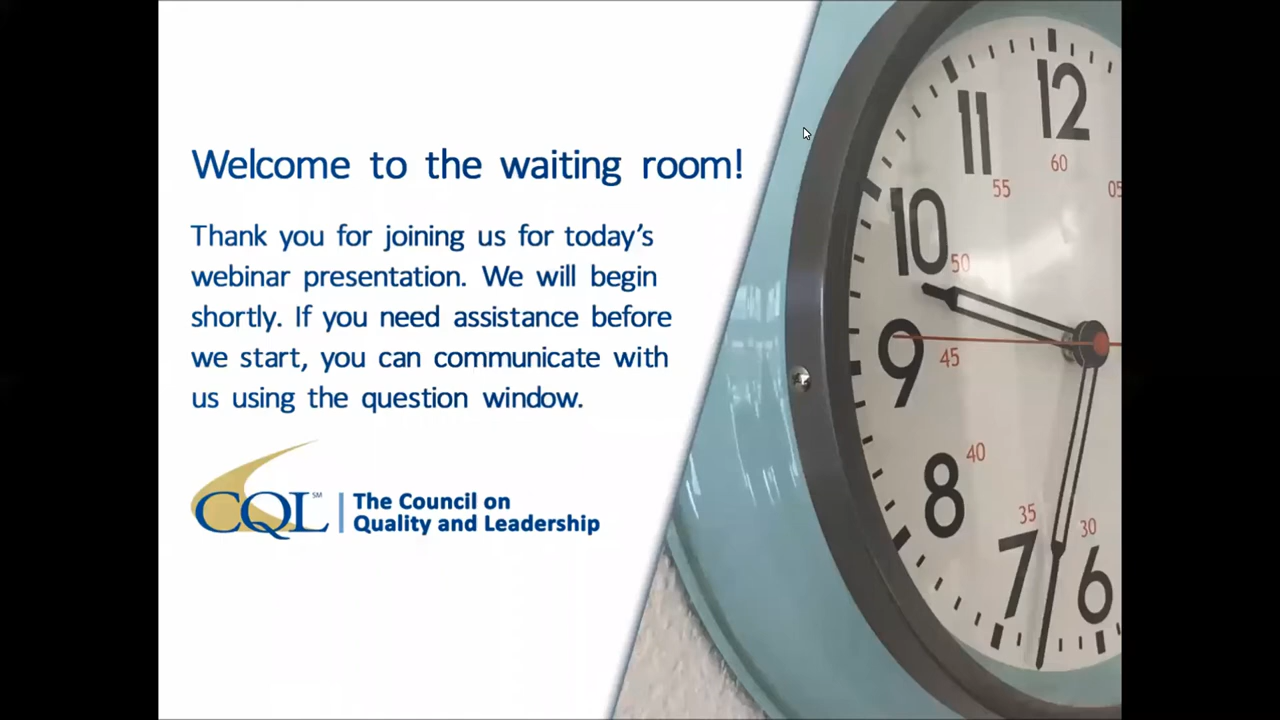 Welcome to the waiting room!
Thank you for joining us for today's
webinar presentation. We will begin
shortly. If you need assistance before
we start, you can communicate with
us using the question window.
CQL℠ | The Council on
Quality and Leadership
12
11
60
55
05
10
50
9
45
8
40
35
30
7
6